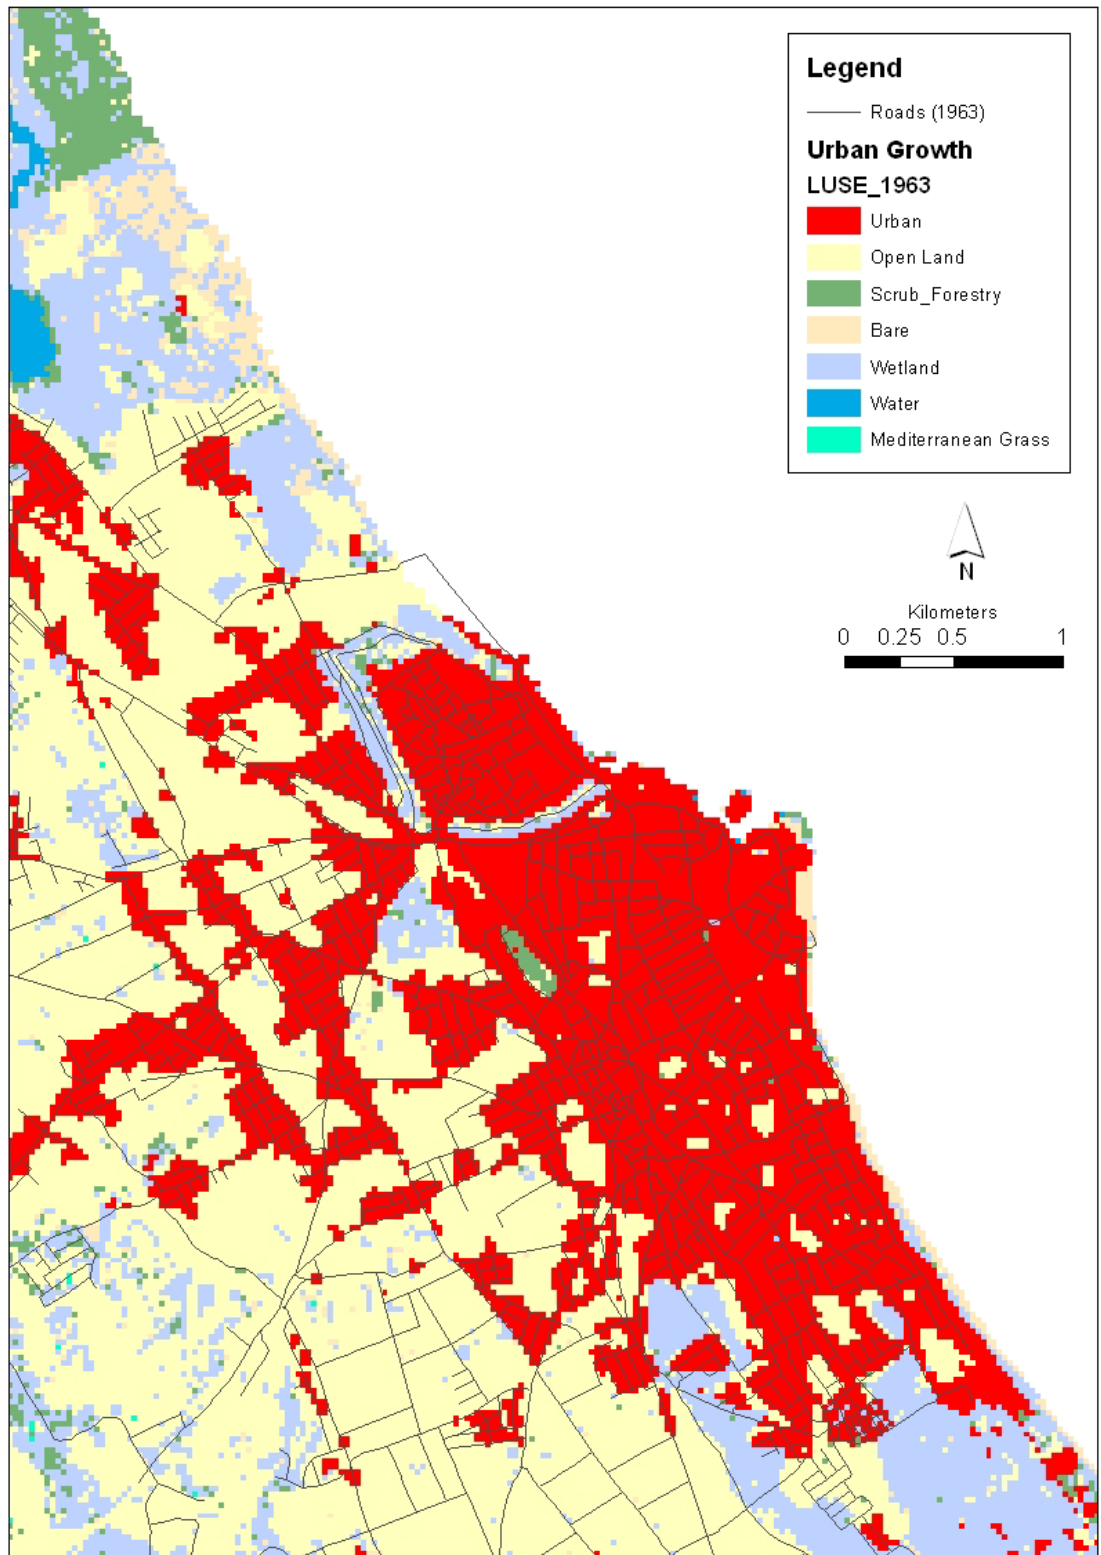 Legend
Roads (1963)
Urban Growth
LUSE_1963
Urban
Open Land
Scrub_Forestry
Bare
Wetland
Water
Mediterranean Grass
N
Kilometers
0 0.25 0.5 1